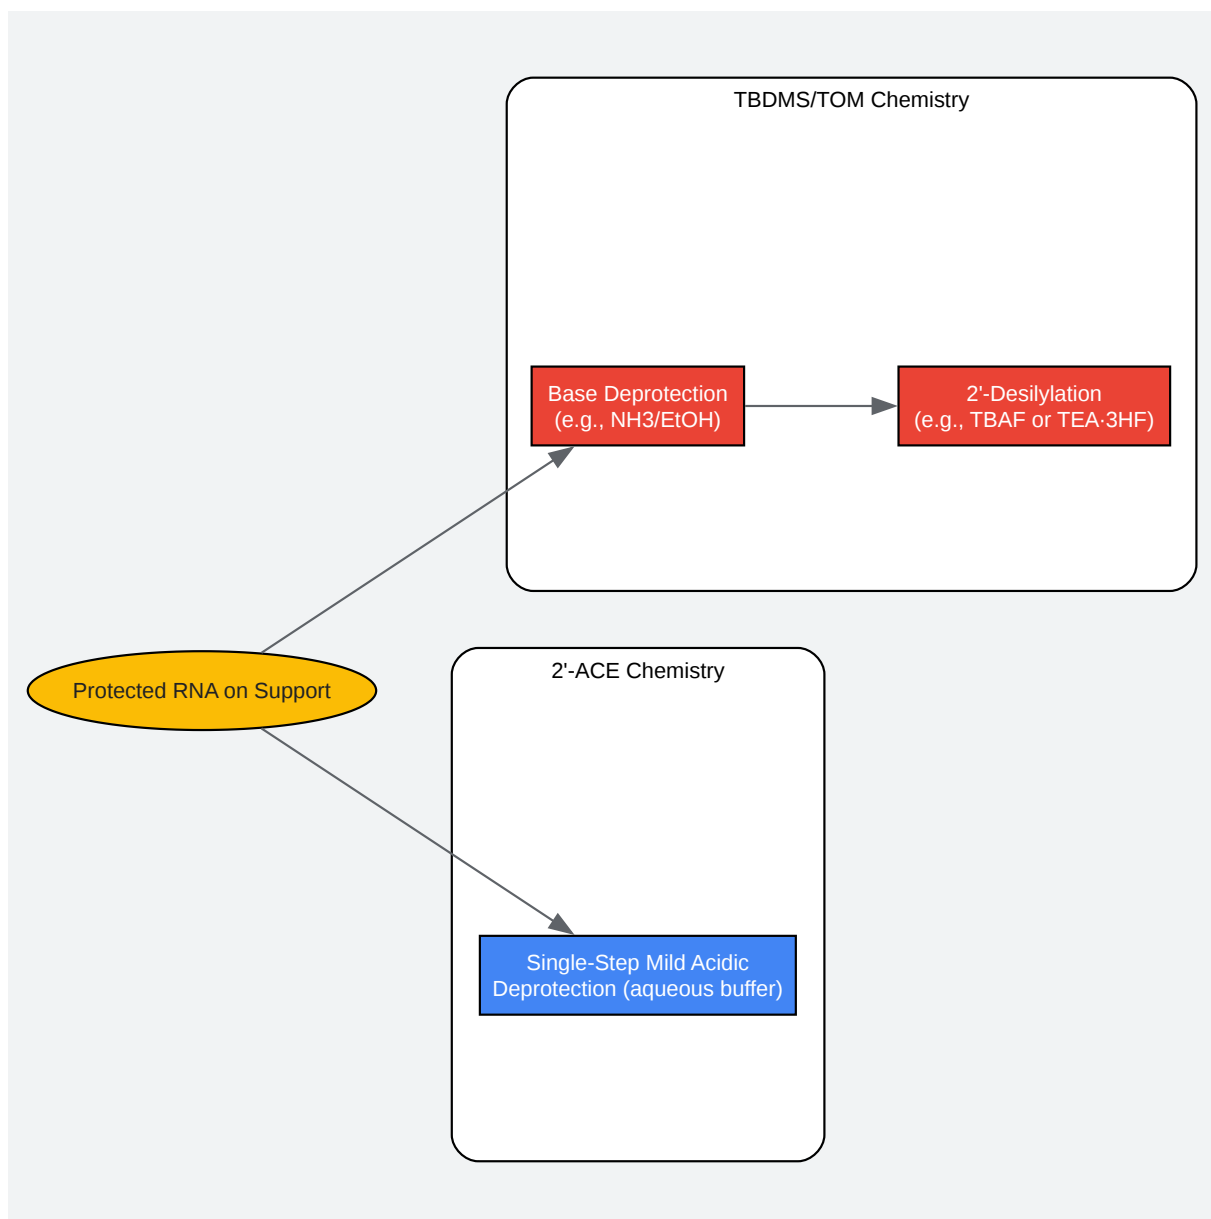 TBDMS/TOM Chemistry
Base Deprotection
(e.g., NH3/EtOH)
2'-Desilylation
(e.g., TBAF or TEA·3HF)
Protected RNA on Support
2'-ACE Chemistry
Single-Step Mild Acidic
Deprotection (aqueous buffer)